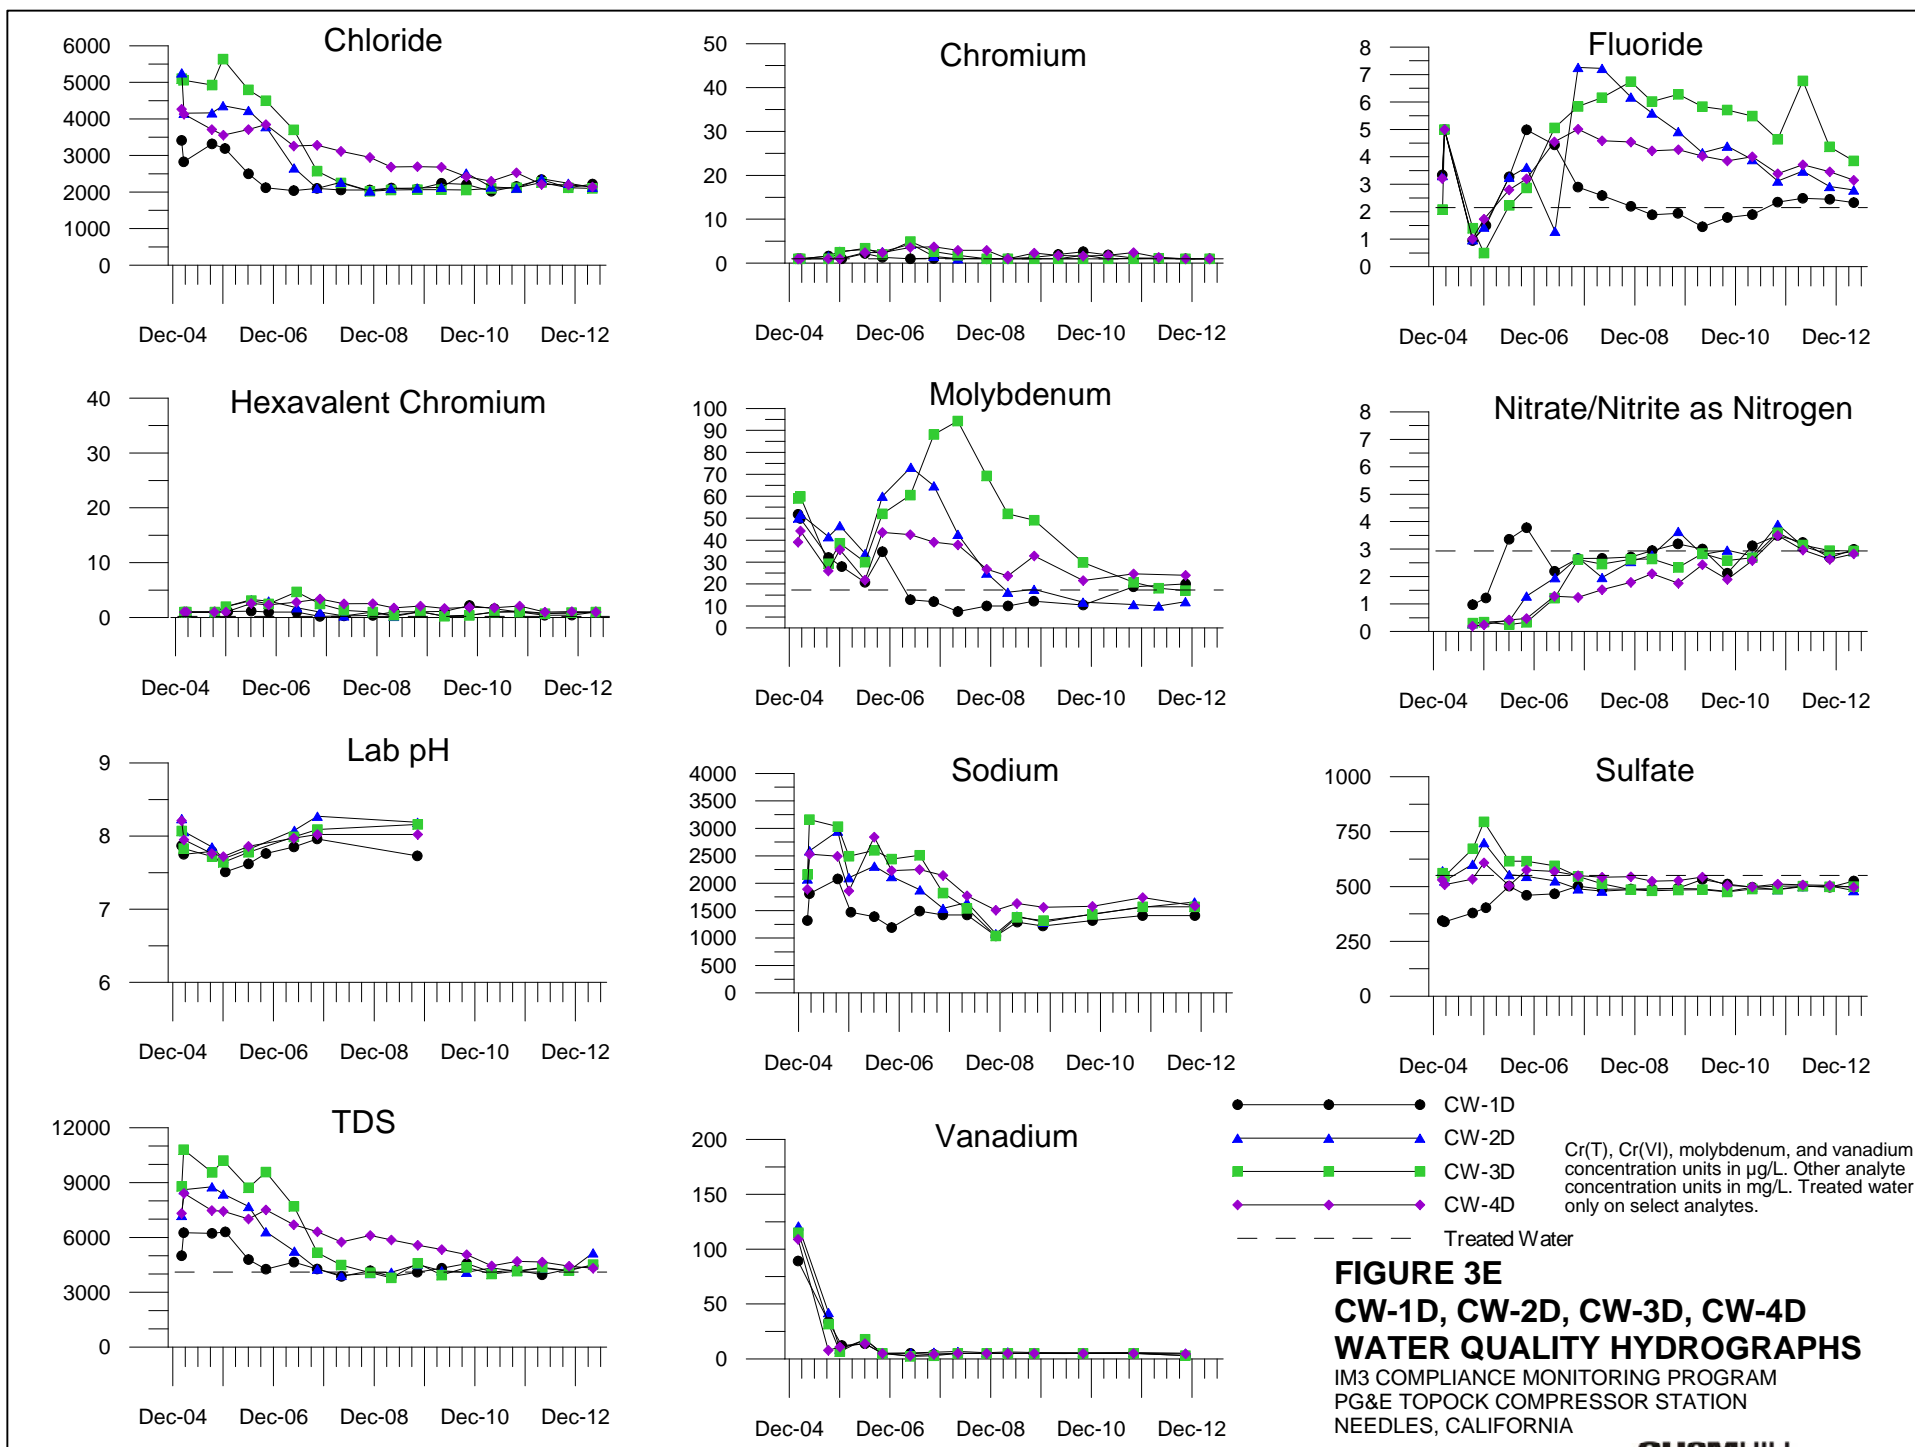 Chloride
6000
5000
4000
3000
2000
1000
0
Dec-04 Dec-06 Dec-08 Dec-10 Dec-12
Chromium
50
40
30
20
10
0
Dec-04 Dec-06 Dec-08 Dec-10 Dec-12
Fluoride
8
7
6
5
4
3
2
1
0
Dec-04 Dec-06 Dec-08 Dec-10 Dec-12
Hexavalent Chromium
40
30
20
10
0
Dec-04 Dec-06 Dec-08 Dec-10 Dec-12
Molybdenum
100
90
80
70
60
50
40
30
20
10
0
Dec-04 Dec-06 Dec-08 Dec-10 Dec-12
Nitrate/Nitrite as Nitrogen
8
7
6
5
4
3
2
1
0
Dec-04 Dec-06 Dec-08 Dec-10 Dec-12
Lab pH
9
8
7
6
Dec-04 Dec-06 Dec-08 Dec-10 Dec-12
Sodium
4000
3500
3000
2500
2000
1500
1000
500
0
Dec-04 Dec-06 Dec-08 Dec-10 Dec-12
Sulfate
1000
750
500
250
0
Dec-04 Dec-06 Dec-08 Dec-10 Dec-12
TDS
12000
9000
6000
3000
0
Dec-04 Dec-06 Dec-08 Dec-10 Dec-12
Vanadium
200
150
100
50
0
Dec-04 Dec-06 Dec-08 Dec-10 Dec-12
CW-1D
CW-2D
CW-3D
CW-4D
Treated Water
Cr(T), Cr(VI), molybdenum, and vanadium
concentration units in µg/L. Other analyte
concentration units in mg/L. Treated water
only on select analytes.
FIGURE 3E
CW-1D, CW-2D, CW-3D, CW-4D
WATER QUALITY HYDROGRAPHS
IM3 COMPLIANCE MONITORING PROGRAM
PG&E TOPOCK COMPRESSOR STATION
NEEDLES, CALIFORNIA